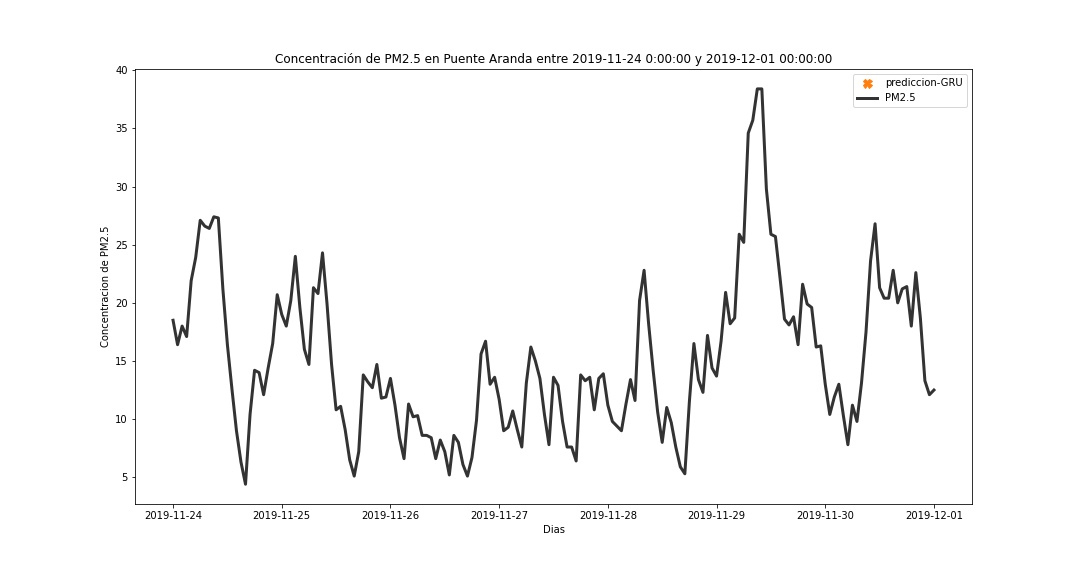 Concentración de PM2.5 en Puente Aranda entre 2019-11-24 0:00:00 y 2019-12-01 00:00:00
prediccion-GRU
PM2.5
40
35
30
25
20
15
10
5
Concentracion de PM2.5
2019-11-24 2019-11-25 2019-11-26 2019-11-27 2019-11-28 2019-11-29 2019-11-30 2019-12-01
Dias